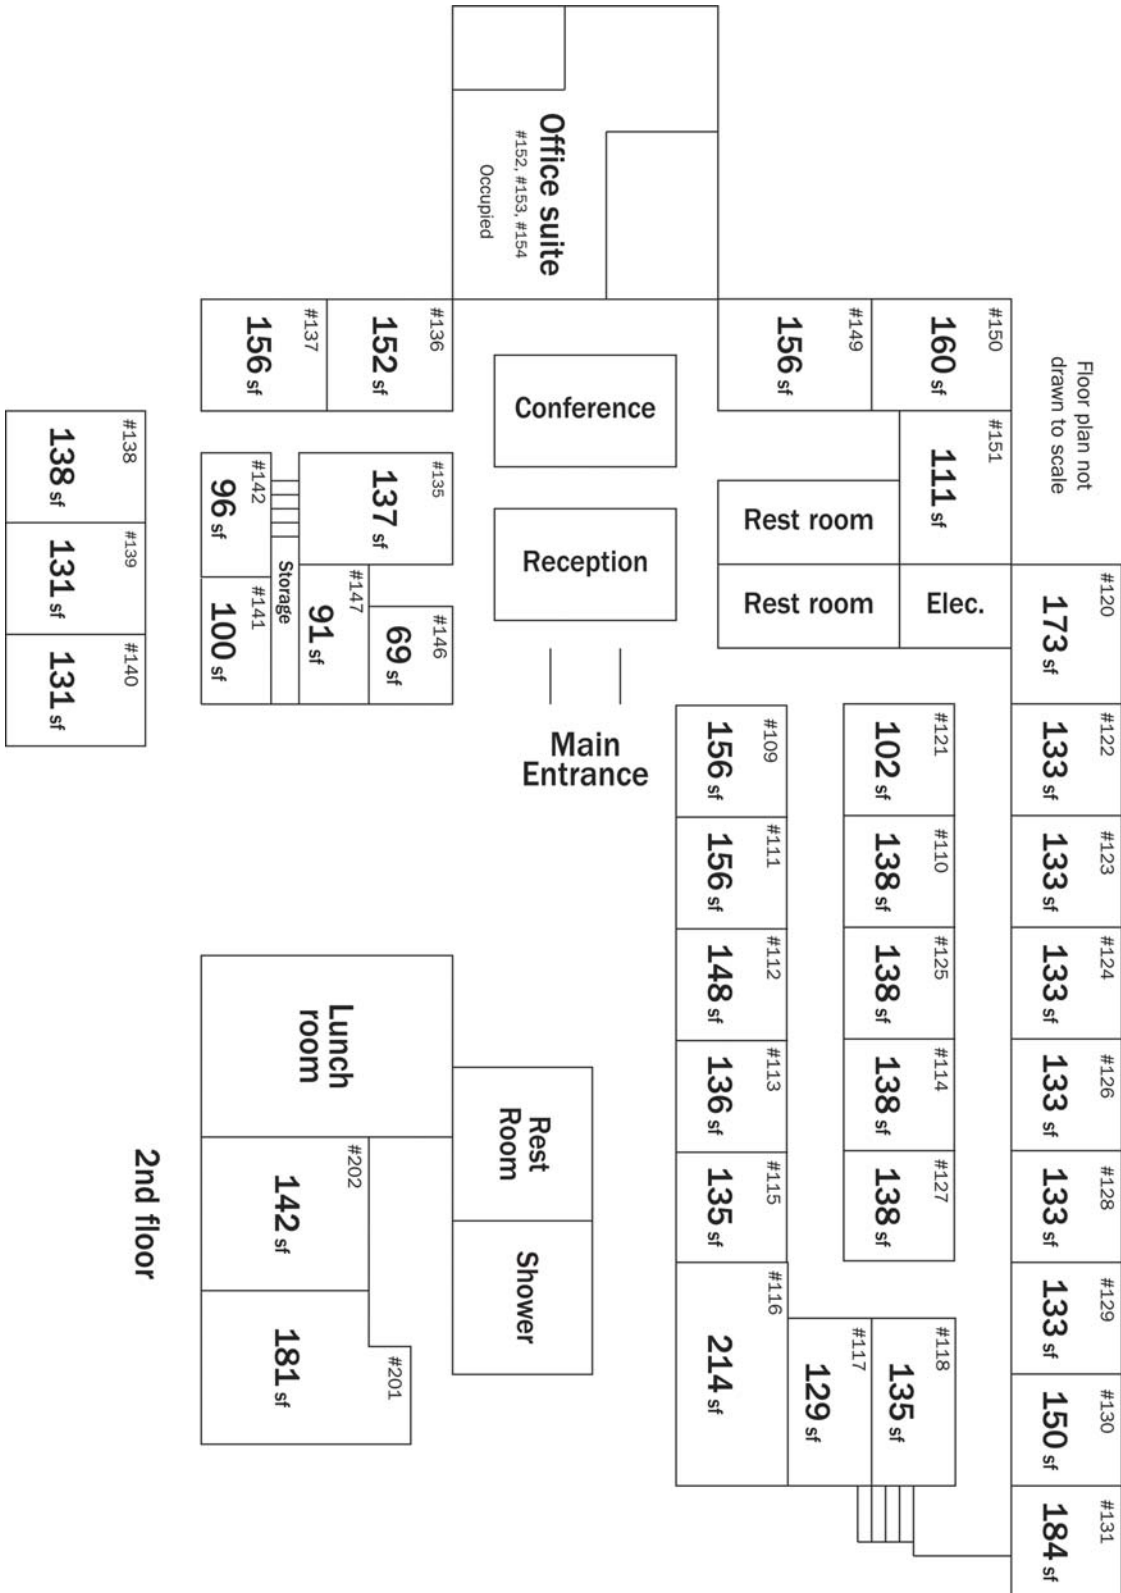 Floor plan not
drawn to scale
#120
173 sf
#122
133 sf
#123
133 sf
#124
133 sf
#126
133 sf
#128
133 sf
#129
133 sf
#130
150 sf
#131
184 sf
#150
160 sf
#151
111 sf
Elec.
#121
102 sf
#110
138 sf
#125
138 sf
#114
138 sf
#127
138 sf
#118
135 sf
#117
129 sf
#149
156 sf
Rest room
Rest room
#109
156 sf
#111
156 sf
#112
148 sf
#113
136 sf
#115
135 sf
#116
214 sf
Office suite
#152, #153, #154
Occupied
Conference
Reception
Main
Entrance
Rest
Room
Shower
#136
152 sf
#137
156 sf
#135
137 sf
#146
69 sf
#147
91 sf
Storage
#142
96 sf
#141
100 sf
Lunch
room
#202
142 sf
#201
181 sf
#138
138 sf
#139
131 sf
#140
131 sf
2nd floor